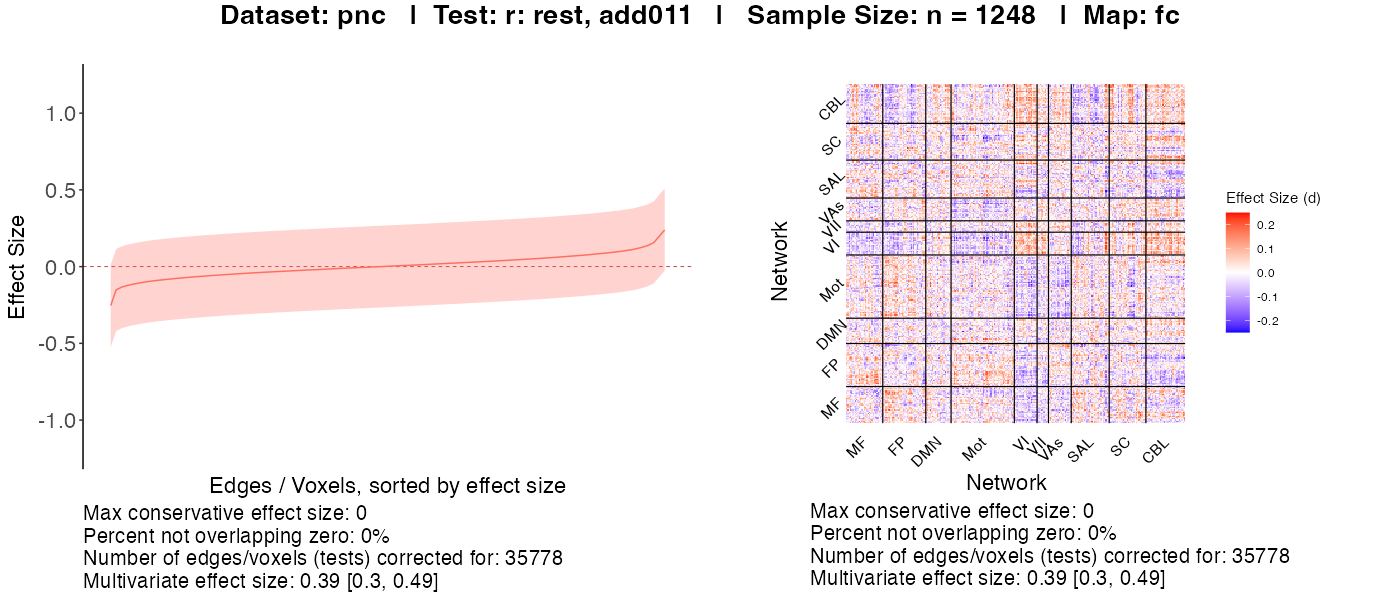 Dataset: pnc | Test: r: rest, add011 | Sample Size: n = 1248 | Map: fc
Effect Size
1.0
0.5
0.0
-0.5
-1.0
Edges / Voxels, sorted by effect size
Max conservative effect size: 0
Percent not overlapping zero: 0%
Number of edges/voxels (tests) corrected for: 35778
Multivariate effect size: 0.39 [0.3, 0.49]
Network
CBL
SC
SAL
VAs
VII
VI
Mot
DMN
FP
MF
MF
FP
DMN
Mot
VI
VII
VAs
SAL
SC
CBL
Network
Effect Size (d)
0.2
0.1
0.0
-0.1
-0.2
Max conservative effect size: 0
Percent not overlapping zero: 0%
Number of edges/voxels (tests) corrected for: 35778
Multivariate effect size: 0.39 [0.3, 0.49]